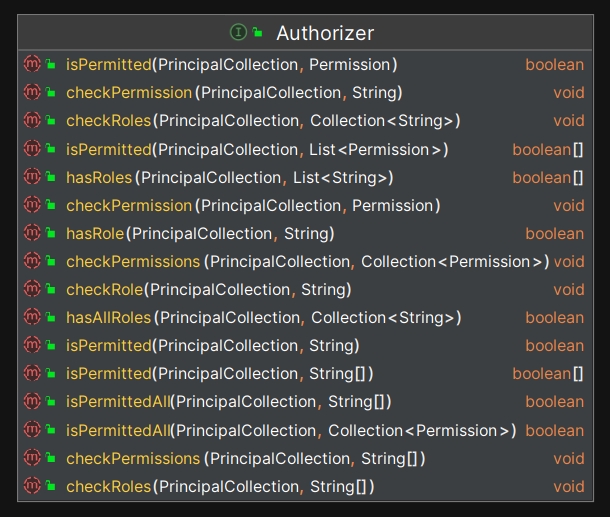 Authorizer
isPermitted(PrincipalCollection, Permission) boolean
checkPermission(PrincipalCollection, String) void
checkRoles(PrincipalCollection, Collection<String>) void
isPermitted(PrincipalCollection, List<Permission>) boolean[]
hasRoles(PrincipalCollection, List<String>) boolean[]
checkPermission(PrincipalCollection, Permission) void
hasRole(PrincipalCollection, String) boolean
checkPermissions(PrincipalCollection, Collection<Permission>) void
checkRole(PrincipalCollection, String) void
hasAllRoles(PrincipalCollection, Collection<String>) boolean
isPermitted(PrincipalCollection, String) boolean
isPermitted(PrincipalCollection, String[]) boolean[]
isPermittedAll(PrincipalCollection, String[]) boolean
isPermittedAll(PrincipalCollection, Collection<Permission>) boolean
checkPermissions(PrincipalCollection, String[]) void
checkRoles(PrincipalCollection, String[]) void